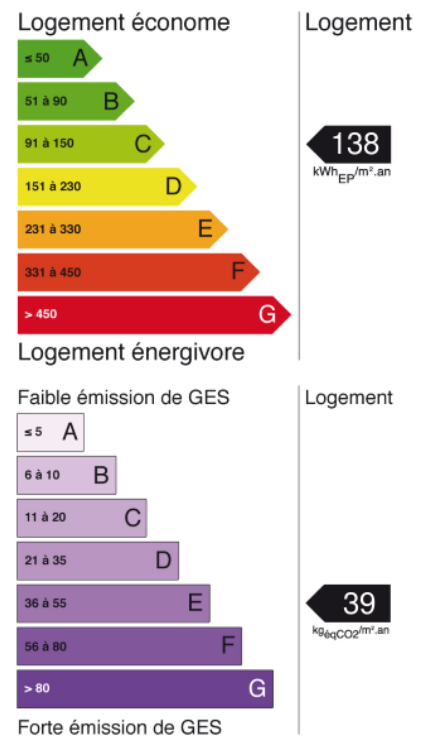 Logement économe
Logement
≤ 50 A
51 à 90 B
91 à 150 C
138
kWhEP/m².an
151 à 230 D
231 à 330 E
331 à 450 F
> 450 G
Logement énergivore
Faible émission de GES
Logement
≤ 5 A
6 à 10 B
11 à 20 C
21 à 35 D
36 à 55 E
39
kgéqCO2/m².an
56 à 80 F
> 80 G
Forte émission de GES